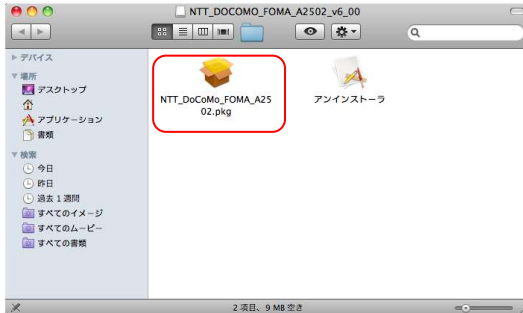 NTT_DOCOMO_FOMA_A2502_v6_00
デバイス
場所
デスクトップ
アプリケーション
書類
検索
今日
昨日
過去 1 週間
すべてのイメージ
すべてのムービー
すべての書類
NTT_DoCoMo_FOMA_A25
02.pkg
アンインストーラ
2 項目、9 MB 空き